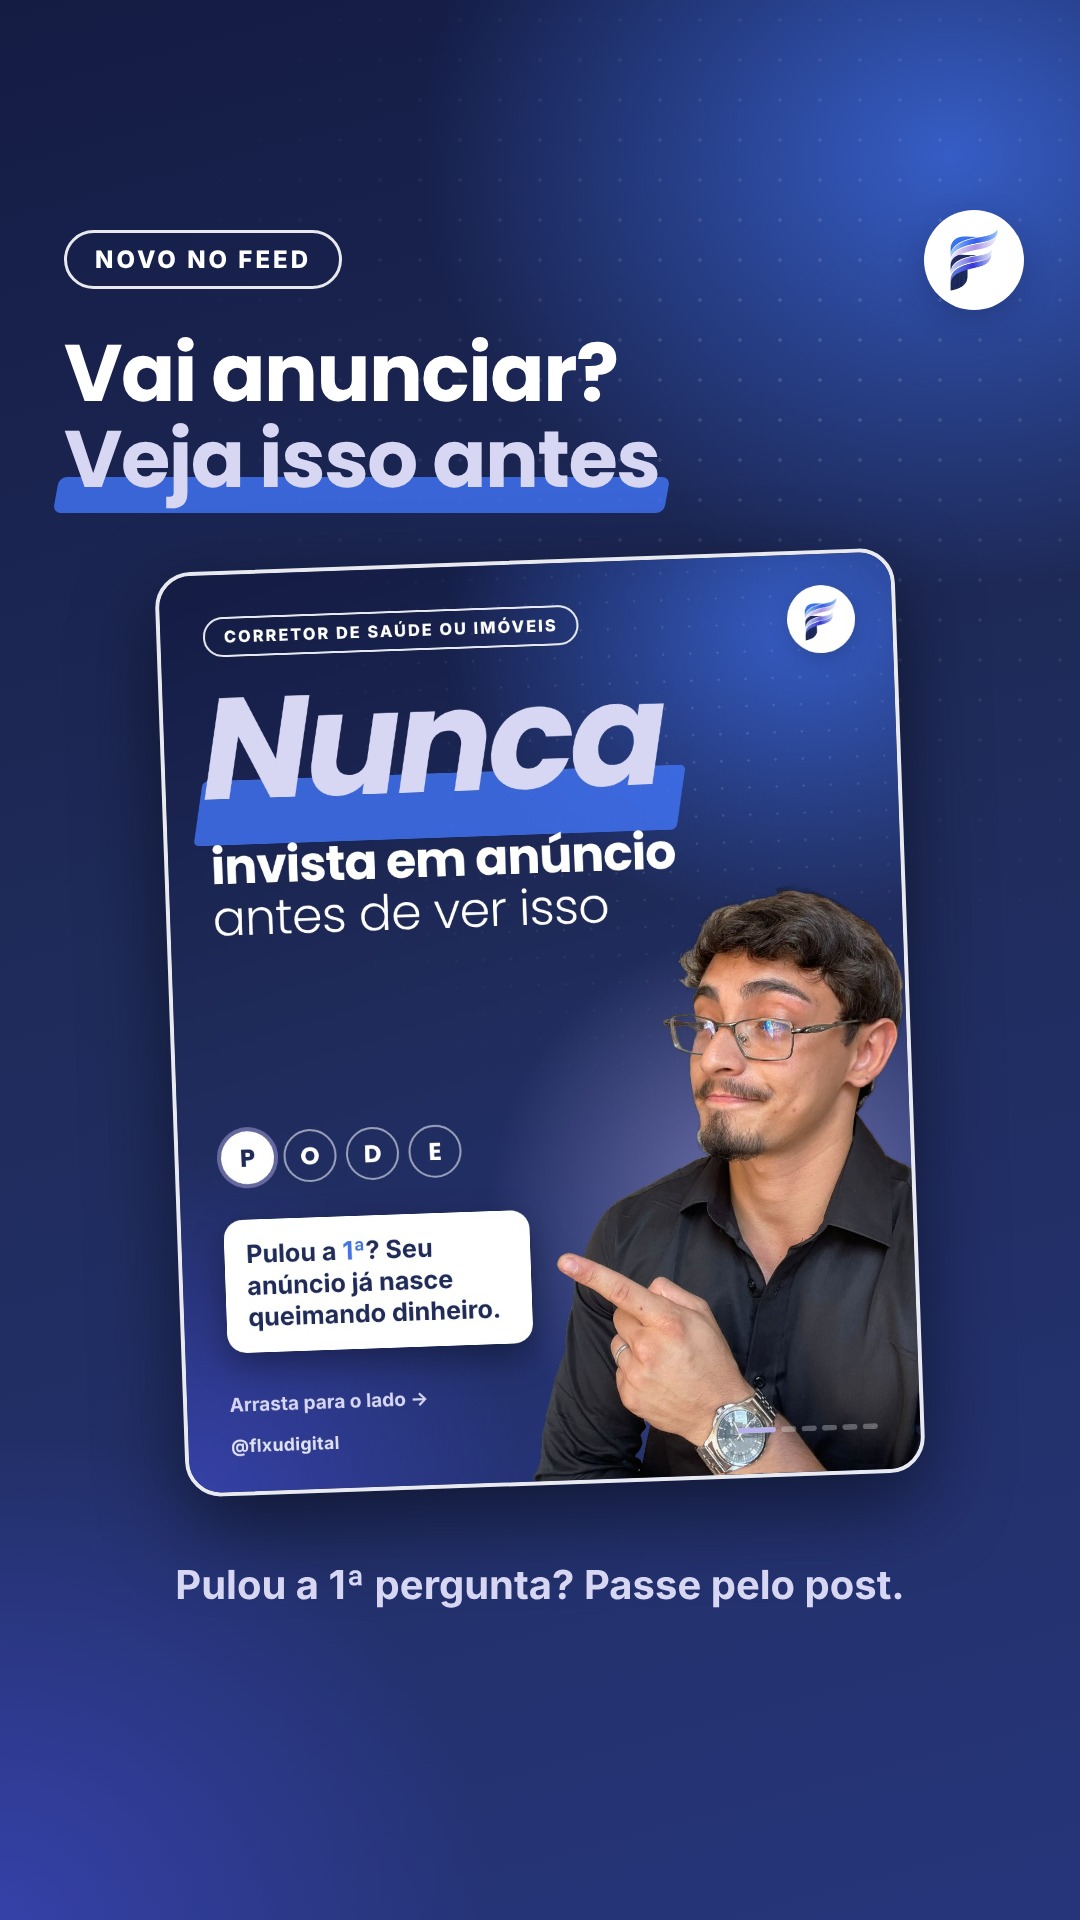 NOVO NO FEED
Vai anunciar?
Veja isso antes
CORRETOR DE SAÚDE OU IMÓVEIS
Nunca
invista em anúncio
antes de ver isso
P O D E
Pulou a 1ª? Seu
anúncio já nasce
queimando dinheiro.
Arrasta para o lado →
@flxudigital
Pulou a 1ª pergunta? Passe pelo post.